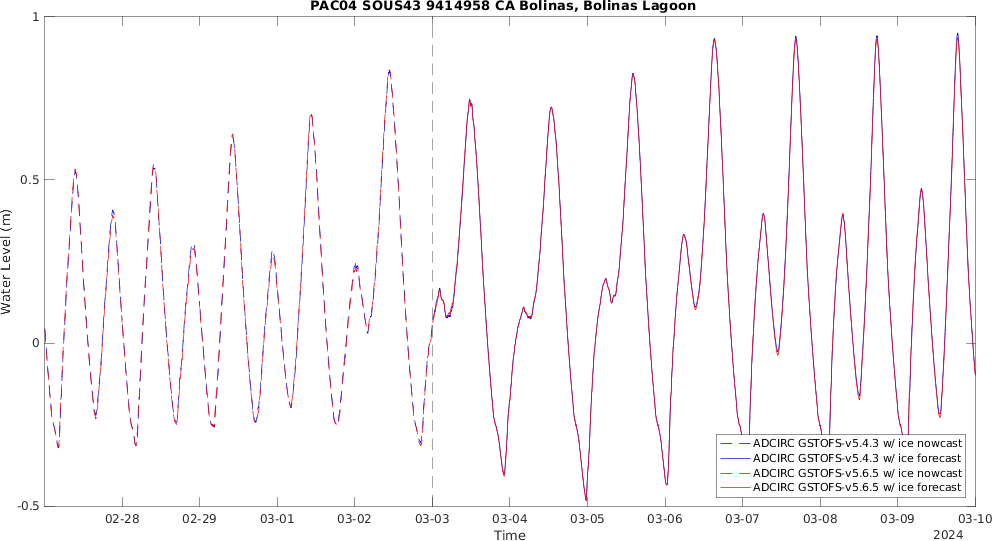 PAC04 SOUS43 9414958 CA Bolinas, Bolinas Lagoon
1
0.5
0
-0.5
Water Level (m)
02-28 02-29 03-01 03-02 03-03 03-04 03-05 03-06 03-07 03-08 03-09 03-10
Time
2024
ADCIRC GSTOFS-v5.4.3 w/ ice nowcast
ADCIRC GSTOFS-v5.4.3 w/ ice forecast
ADCIRC GSTOFS-v5.6.5 w/ ice nowcast
ADCIRC GSTOFS-v5.6.5 w/ ice forecast